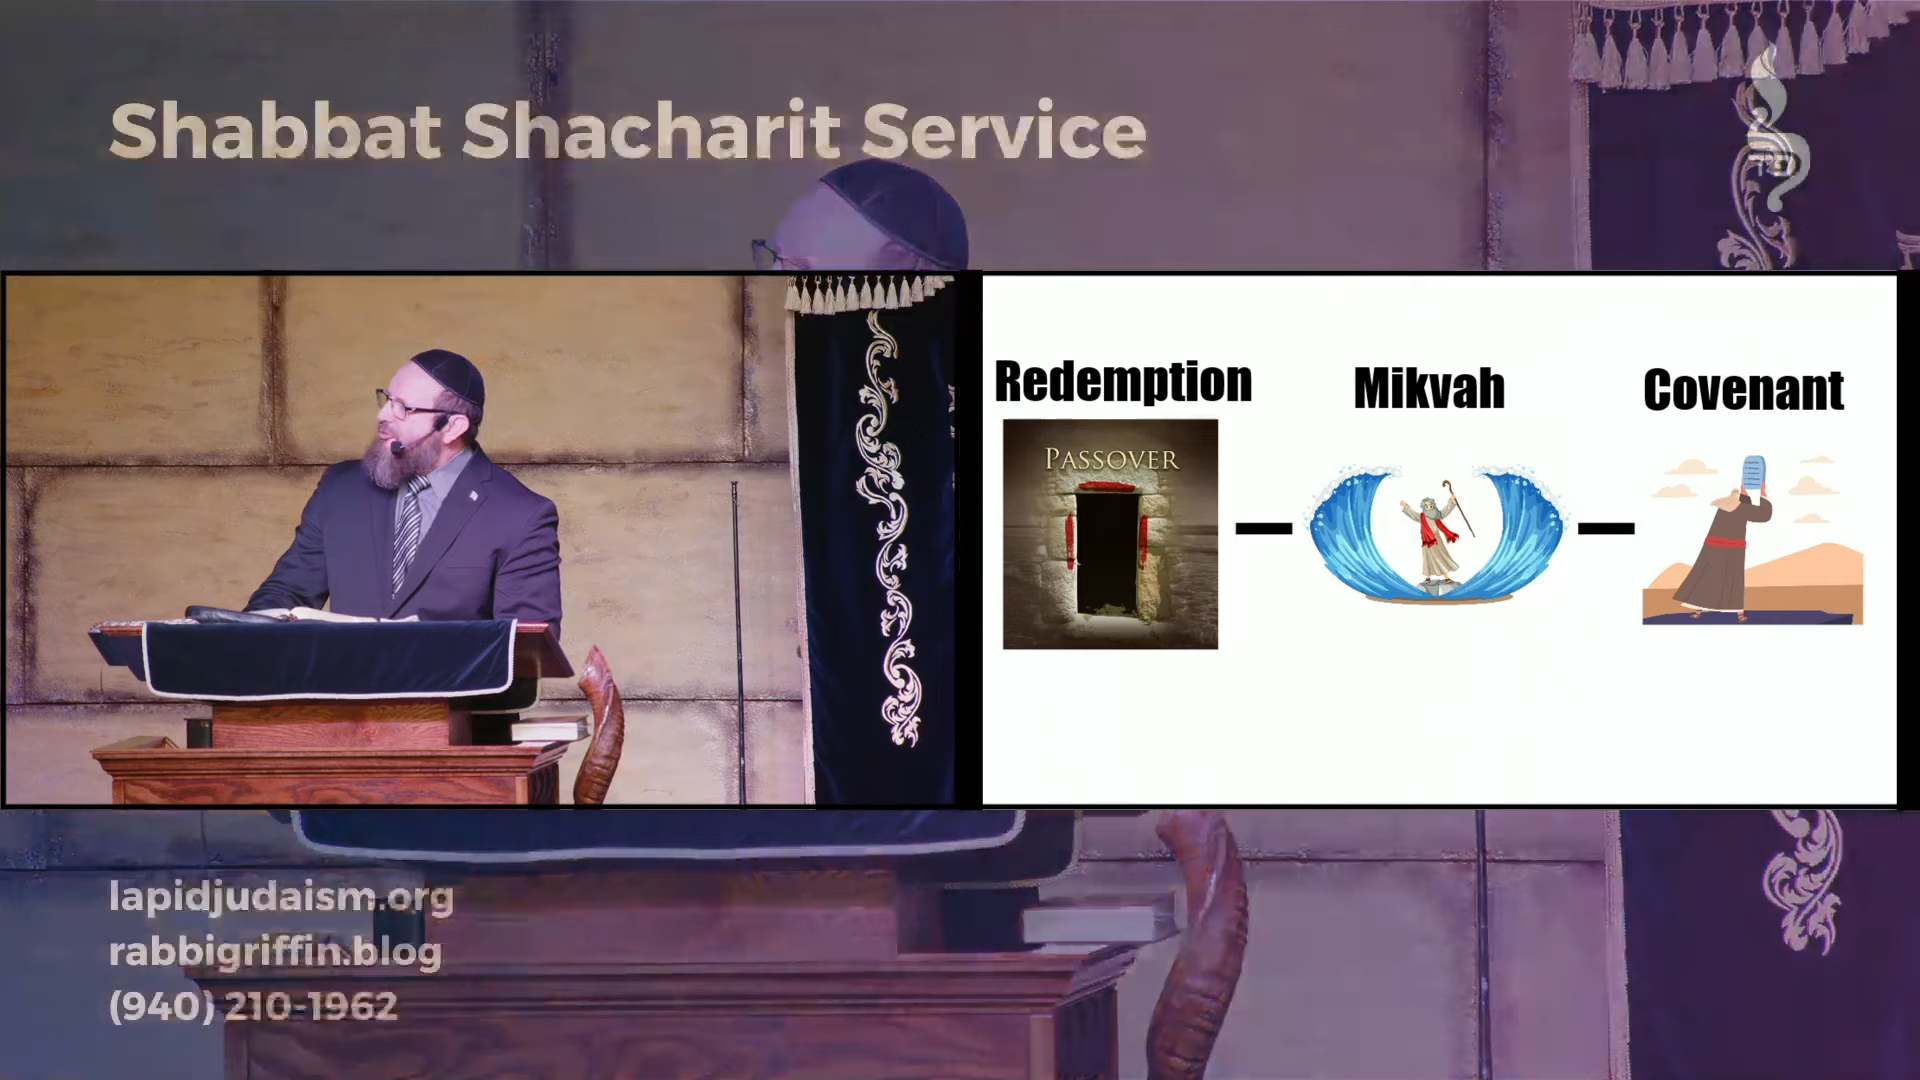 Shabbat Shacharit Service
Redemption
Mikvah
Covenant
PASSOVER
lapidjudaism.org
rabbigriffin.blog
(940) 210-1962